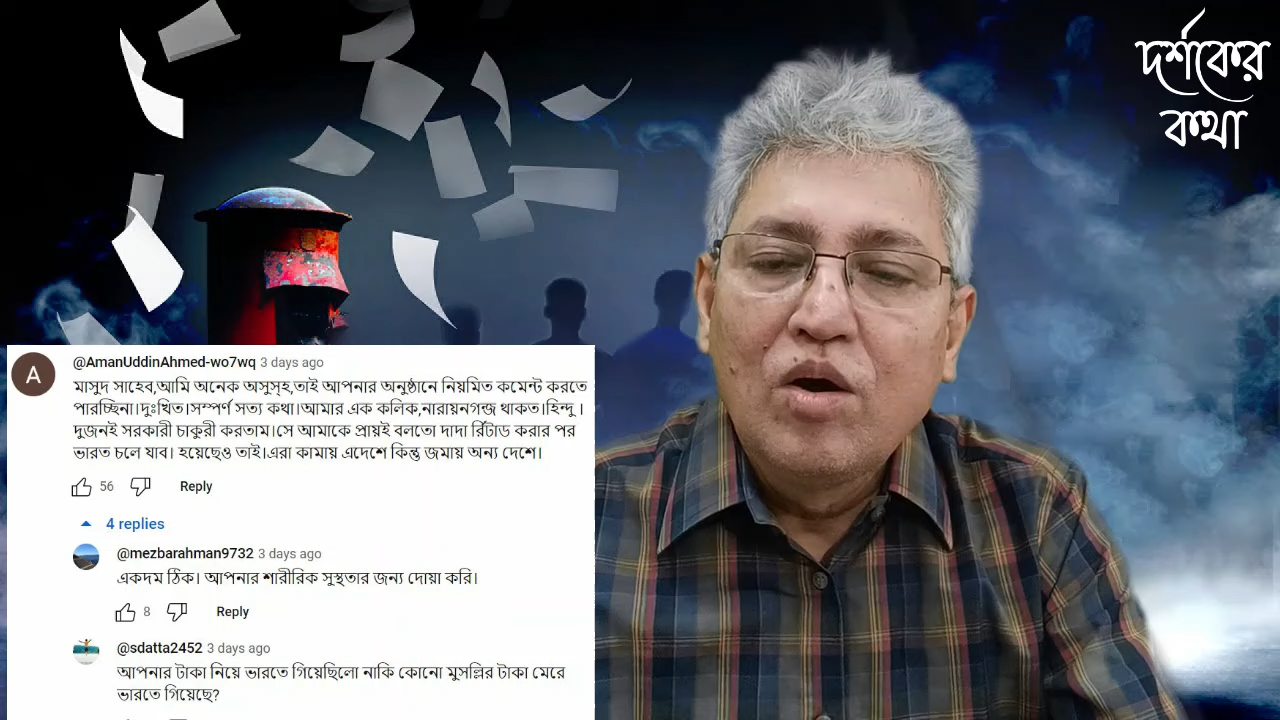 দর্শকের
কথা
A
@AmanUddinAhmed-wo7wq 3 days ago
মাসুদ সাহেব,আমি অনেক অসুস্হ,তাই আপনার অনুষ্ঠানে নিয়মিত কমেন্ট করতে
পারচ্ছিনা।দুঃখিত।সম্পর্ণ সত্য কথা।আমার এক কলিক,নারায়নগন্জ থাকত।হিন্দু।
দুজনই সরকারী চাকুরী করতাম।সে আমাকে প্রায়ই বলতো দাদা রির্টাড করার পর
ভারত চলে যাব। হয়েছেও তাই।এরা কামায় এদেশে কিন্তু জমায় অন্য দেশে।
56 Reply
4 replies
@mezbarahman9732 3 days ago
একদম ঠিক। আপনার শারীরিক সুস্থতার জন্য দোয়া করি।
8 Reply
@sdatta2452 3 days ago
আপনার টাকা নিয়ে ভারতে গিয়েছিলো নাকি কোনো মুসল্লির টাকা মেরে
ভারতে গিয়েছে?